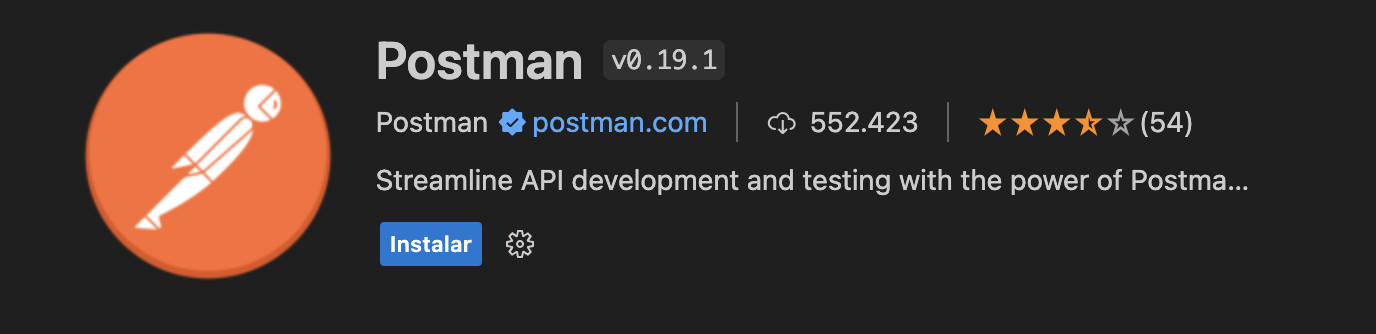 Postman v0.19.1
Postman postman.com 552.423 (54)
Streamline API development and testing with the power of Postma...
Instalar